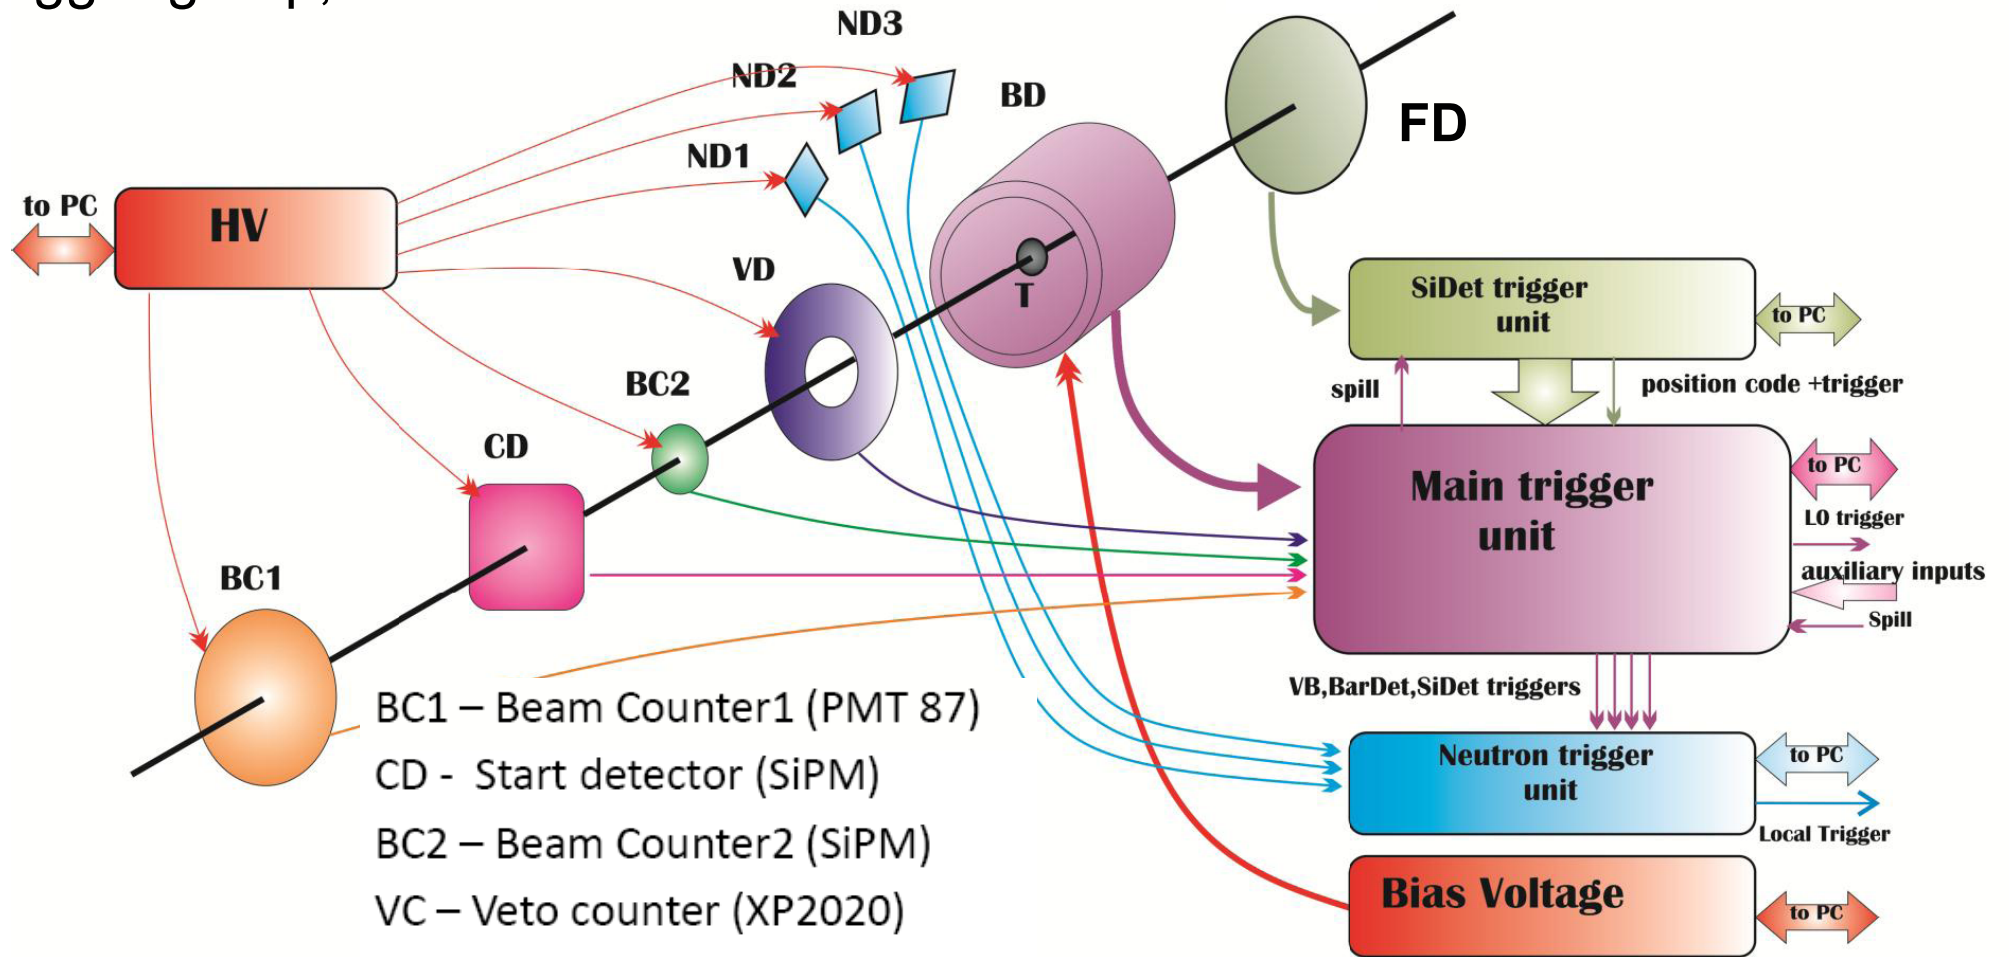 ND3
ND2
BD
FD
ND1
to PC
HV
VD
T
SiDet trigger
unit
to PC
BC2
spill
position code +trigger
CD
Main trigger
unit
to PC
L0 trigger
auxiliary inputs
Spill
BC1
VB,BarDet,SiDet triggers
BC1 – Beam Counter1 (PMT 87)
CD - Start detector (SiPM)
BC2 – Beam Counter2 (SiPM)
VC – Veto counter (XP2020)
Neutron trigger
unit
to PC
Local Trigger
Bias Voltage
to PC